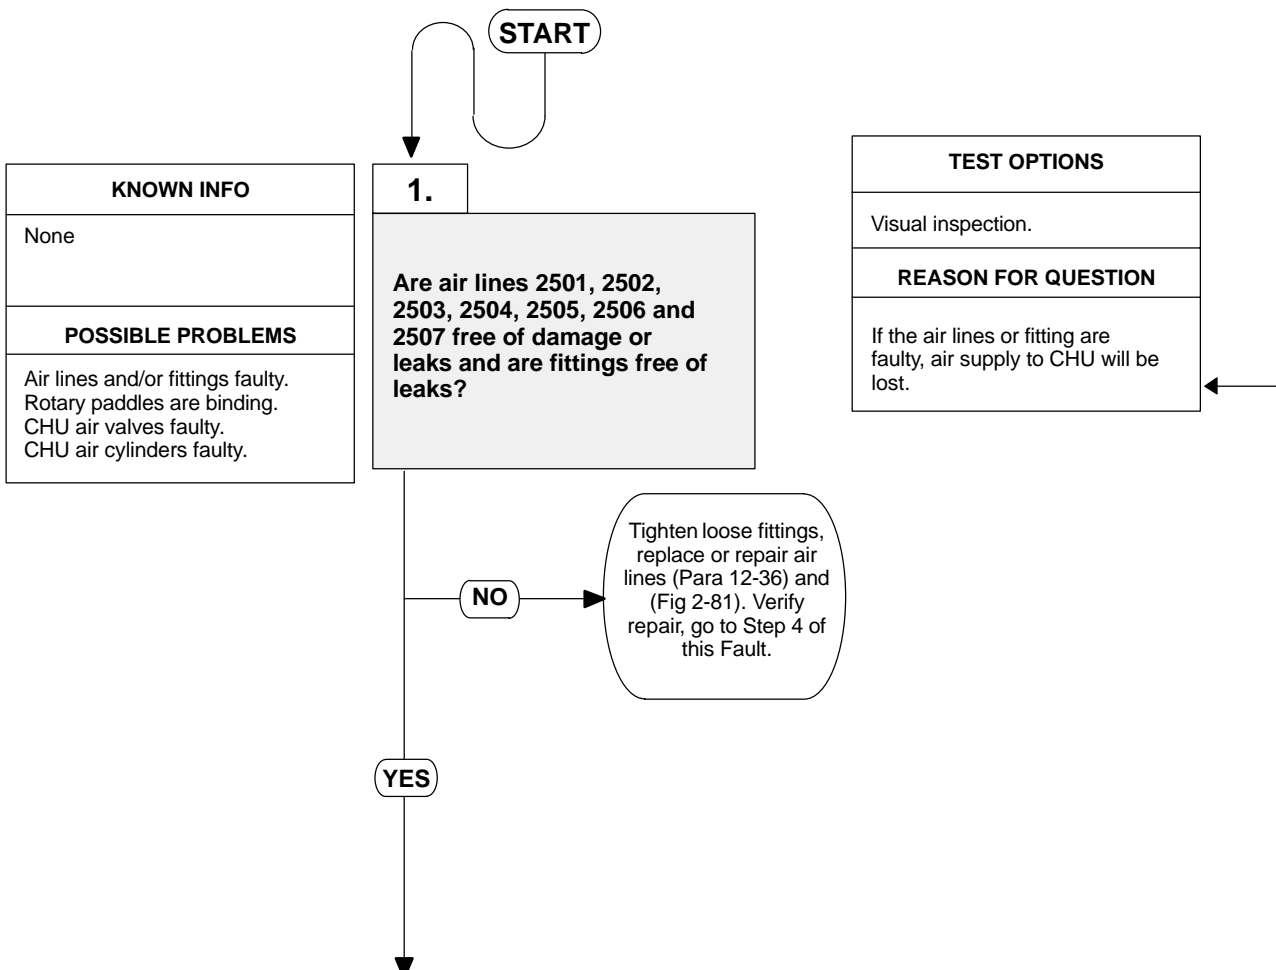 START
KNOWN INFO
None
POSSIBLE PROBLEMS
Air lines and/or fittings faulty.
Rotary paddles are binding.
CHU air valves faulty.
CHU air cylinders faulty.
1.
Are air lines 2501, 2502,
2503, 2504, 2505, 2506 and
2507 free of damage or
leaks and are fittings free of
leaks?
TEST OPTIONS
Visual inspection.
REASON FOR QUESTION
If the air lines or fitting are
faulty, air supply to CHU will be
lost.
NO
Tighten loose fittings,
replace or repair air
lines (Para 12-36) and
(Fig 2-81). Verify
repair, go to Step 4 of
this Fault.
YES